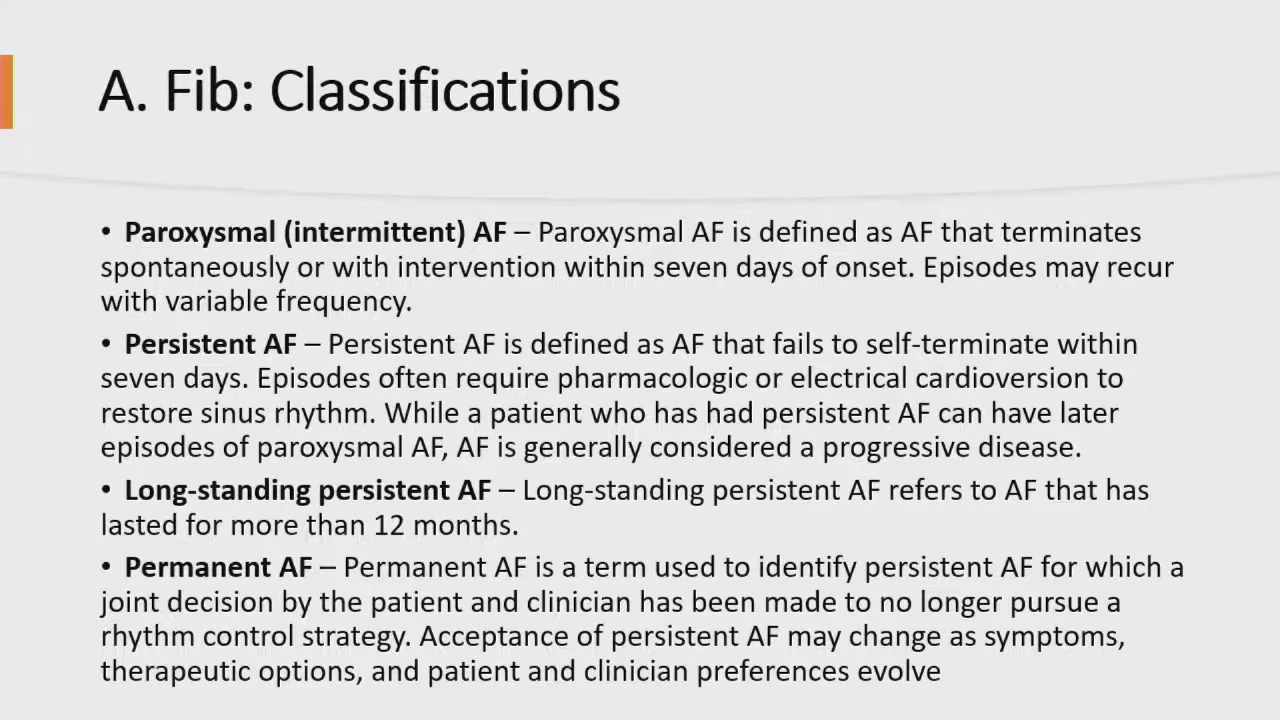 A. Fib: Classifications
• Paroxysmal (intermittent) AF – Paroxysmal AF is defined as AF that terminates
spontaneously or with intervention within seven days of onset. Episodes may recur
with variable frequency.
• Persistent AF – Persistent AF is defined as AF that fails to self-terminate within
seven days. Episodes often require pharmacologic or electrical cardioversion to
restore sinus rhythm. While a patient who has had persistent AF can have later
episodes of paroxysmal AF, AF is generally considered a progressive disease.
• Long-standing persistent AF – Long-standing persistent AF refers to AF that has
lasted for more than 12 months.
• Permanent AF – Permanent AF is a term used to identify persistent AF for which a
joint decision by the patient and clinician has been made to no longer pursue a
rhythm control strategy. Acceptance of persistent AF may change as symptoms,
therapeutic options, and patient and clinician preferences evolve